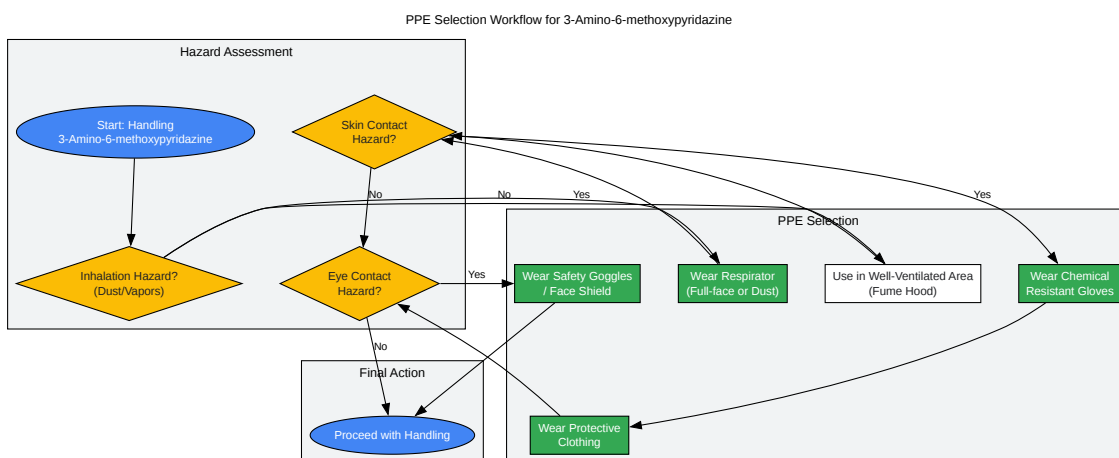 PPE Selection Workflow for 3-Amino-6-methoxypyridazine
Hazard Assessment
Start: Handling
3-Amino-6-methoxypyridazine
Skin Contact
Hazard?
No
No
Yes
Yes
PPE Selection
Inhalation Hazard?
(Dust/Vapors)
Eye Contact
Hazard?
Yes
Wear Safety Goggles
/ Face Shield
Wear Respirator
(Full-face or Dust)
Use in Well-Ventilated Area
(Fume Hood)
Wear Chemical
Resistant Gloves
No
Final Action
Proceed with Handling
Wear Protective
Clothing